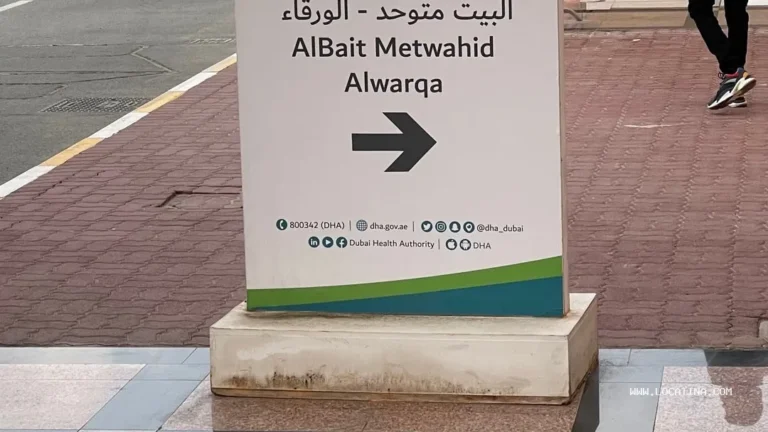 البيت متوحد - الورقاء
AlBait Metwahid
Alwarqa
800342 (DHA) | dha.gov.ae | @dha_dubai
Dubai Health Authority | DHA
WWW.LOCATINA.COM